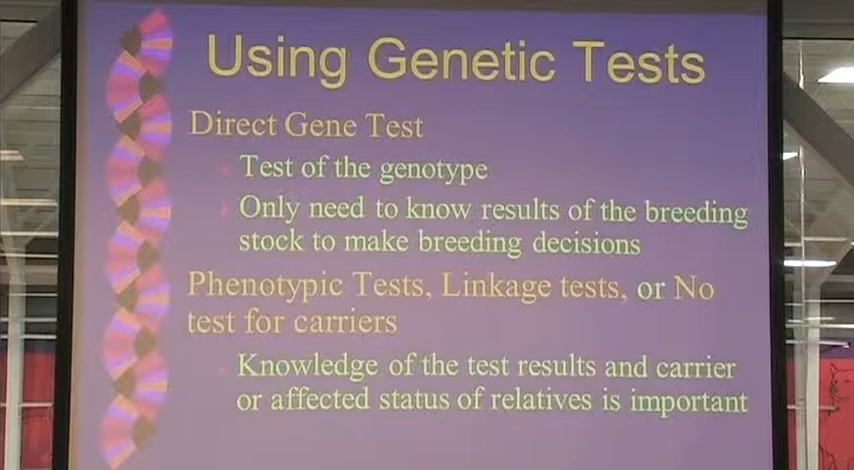 Using Genetic Tests
Direct Gene Test
Test of the genotype
Only need to know results of the breeding
stock to make breeding decisions
Phenotypic Tests, Linkage tests, or No
test for carriers
Knowledge of the test results and carrier
or affected status of relatives is important